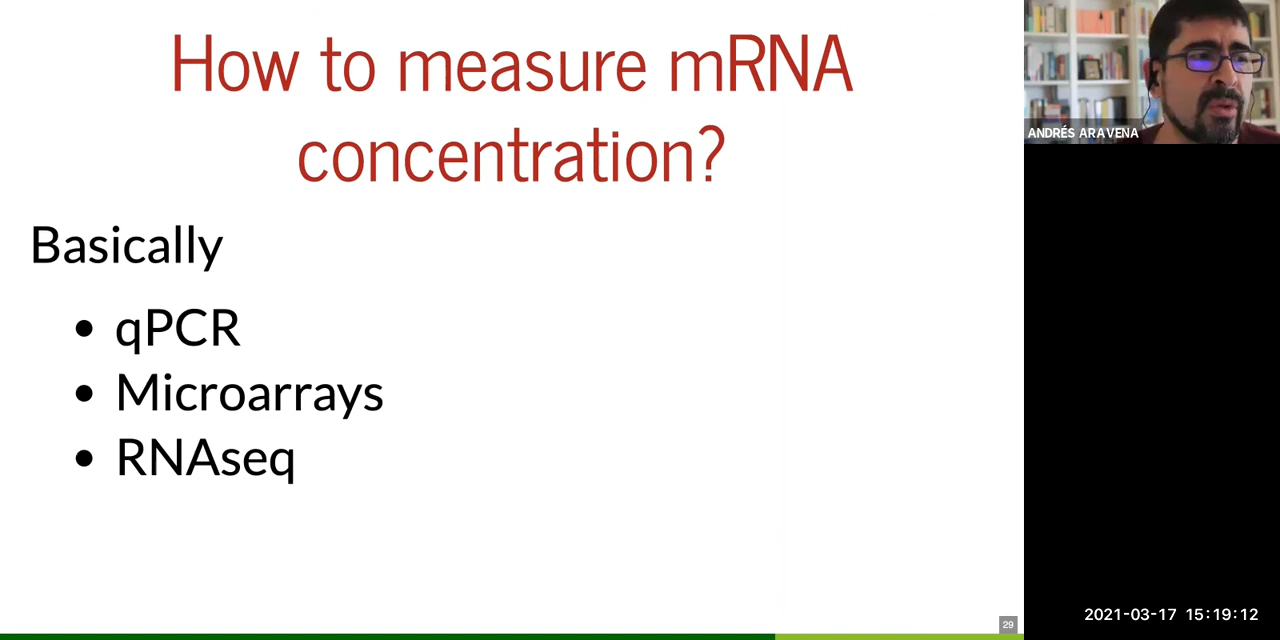 How to measure mRNA
concentration?
Basically
• qPCR
• Microarrays
• RNAseq
29
ANDRÉS ARAVENA
2021-03-17 15:19:12